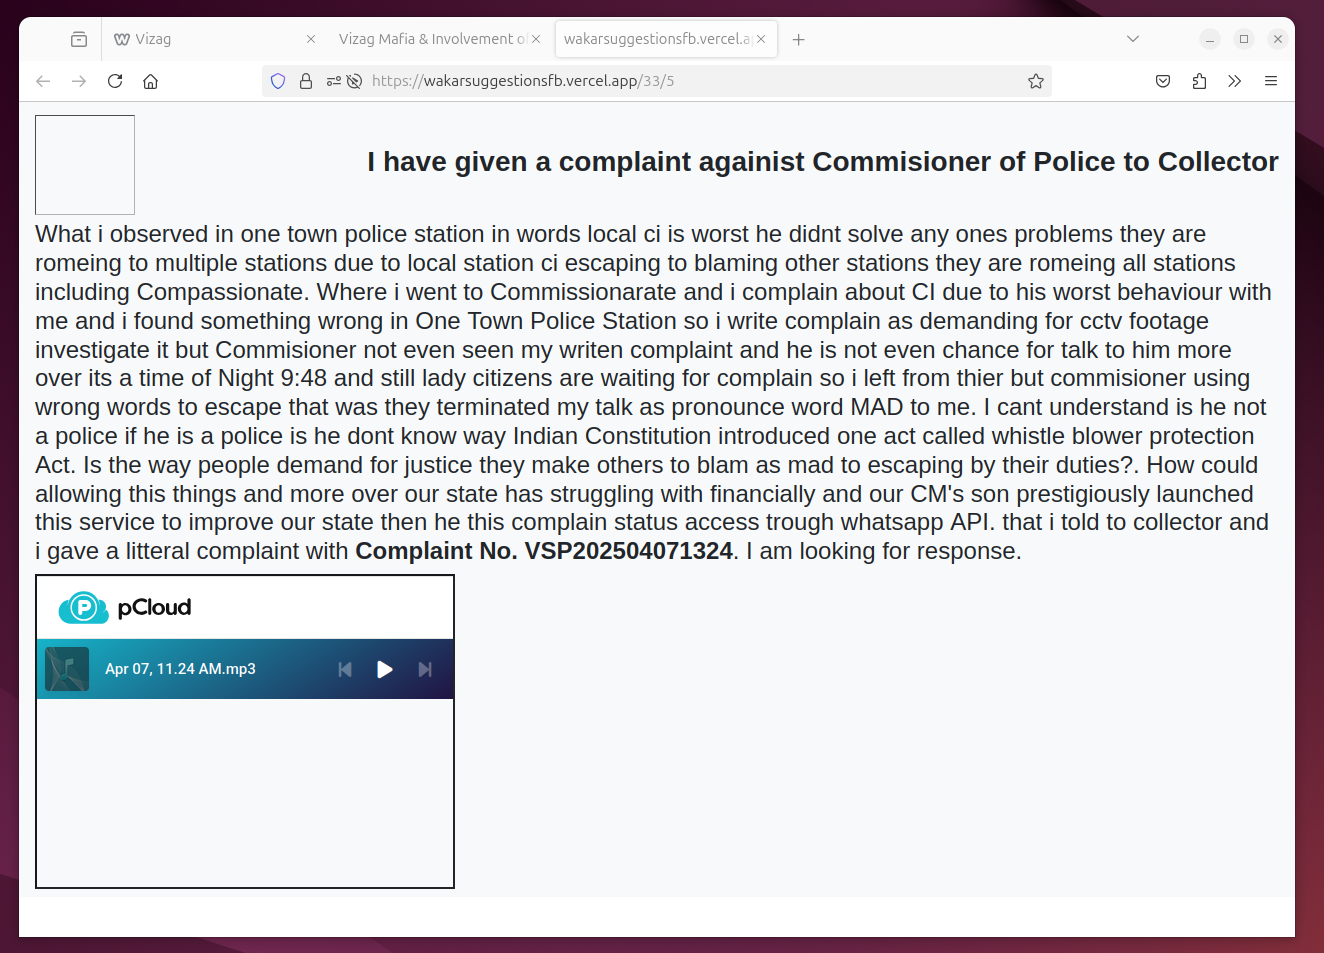 Vizag
Vizag Mafia & Involvement o
wakarsuggestionsfb.vercel.a
https://wakarsuggestionsfb.vercel.app/33/5
I have given a complaint againist Commisioner of Police to Collector
What i observed in one town police station in words local ci is worst he didnt solve any ones problems they are
romeing to multiple stations due to local station ci escaping to blaming other stations they are romeing all stations
including Compassionate. Where i went to Commissionarate and i complain about CI due to his worst behaviour with
me and i found something wrong in One Town Police Station so i write complain as demanding for cctv footage
investigate it but Commisioner not even seen my writen complaint and he is not even chance for talk to him more
over its a time of Night 9:48 and still lady citizens are waiting for complain so i left from thier but commisioner using
wrong words to escape that was they terminated my talk as pronounce word MAD to me. I cant understand is he not
a police if he is a police is he dont know way Indian Constitution introduced one act called whistle blower protection
Act. Is the way people demand for justice they make others to blam as mad to escaping by their duties?. How could
allowing this things and more over our state has struggling with financially and our CM's son prestigiously launched
this service to improve our state then he this complain status access trough whatsapp API. that i told to collector and
i gave a litteral complaint with Complaint No. VSP202504071324. I am looking for response.
pCloud
Apr 07, 11.24 AM.mp3